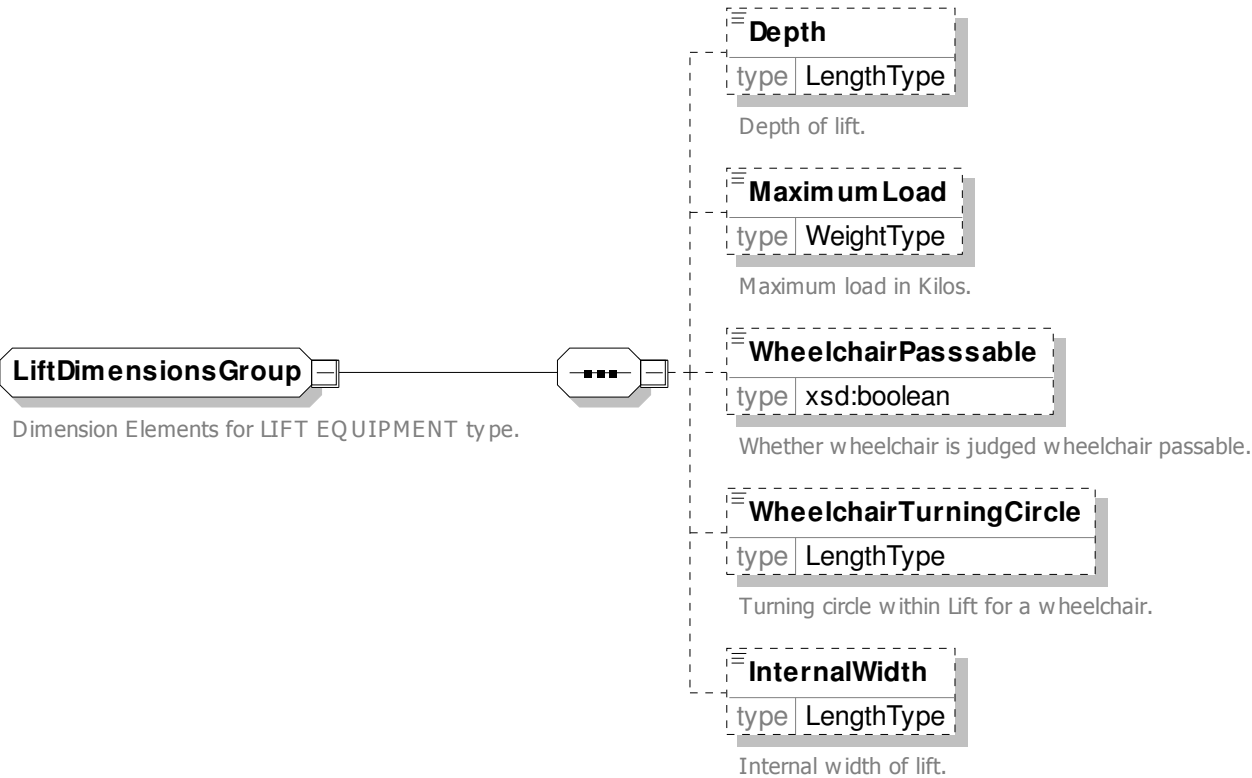 LiftDimensionsGroup
Dimension Elements for LIFT EQUIPMENT type.
Depth
type LengthType
Depth of lift.
MaximumLoad
type WeightType
Maximum load in Kilos.
WheelchairPasssable
type xsd:boolean
Whether wheelchair is judged wheelchair passable.
WheelchairTurningCircle
type LengthType
Turning circle within Lift for a wheelchair.
InternalWidth
type LengthType
Internal width of lift.